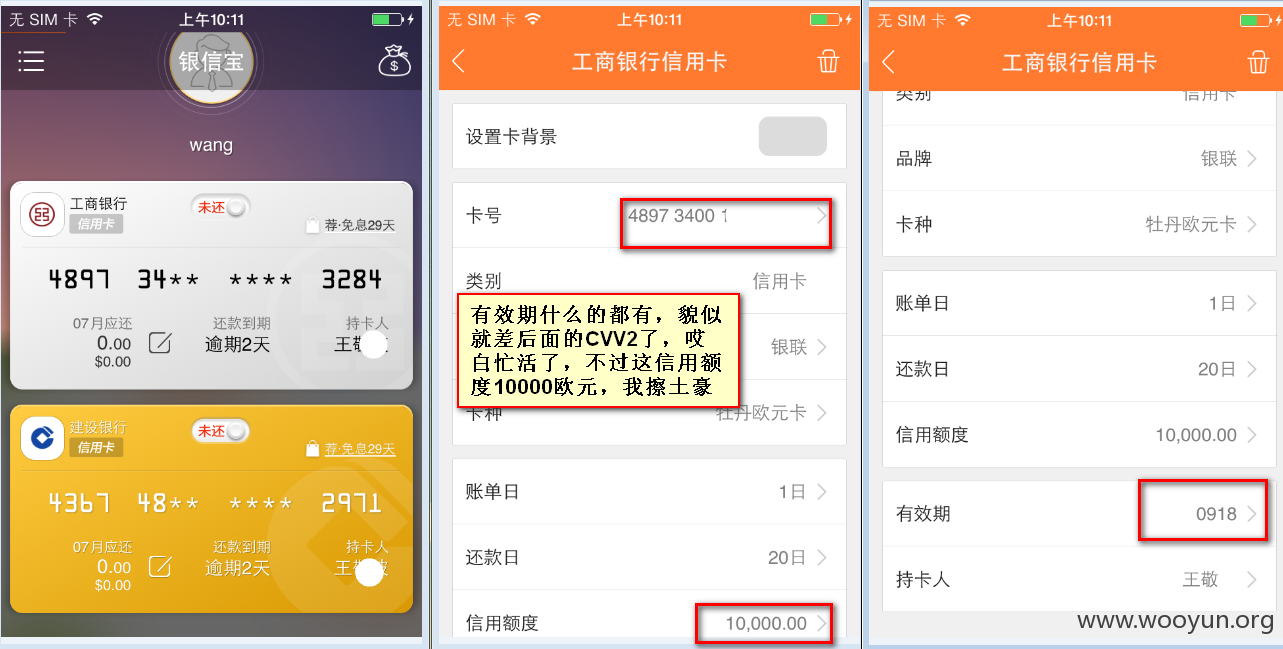 无 SIM 卡 上午10:11
银信宝
wang
工商银行
信用卡
未还
荐·免息29天
4897 34** **** 3284
07月应还 还款到期 持卡人
0.00 逾期2天 王敬
$0.00
建设银行
信用卡
未还
荐·免息29天
4367 48** **** 2971
07月应还 还款到期 持卡人
0.00 逾期2天 王
$0.00
无 SIM 卡 上午10:11
工商银行信用卡
设置卡背景
卡号 4897 3400 1
类别 信用卡
有效期什么的都有，貌似
就差后面的CVV2了，哎
白忙活了，不过这信用额
度10000欧元，我擦土豪
银联
卡种 牡丹欧元卡
账单日 1日
还款日 20日
信用额度 10,000.00
无 SIM 卡 上午10:11
工商银行信用卡
类别 信用卡
品牌 银联
卡种 牡丹欧元卡
账单日 1日
还款日 20日
信用额度 10,000.00
有效期 0918
持卡人 王敬
www.wooyun.org